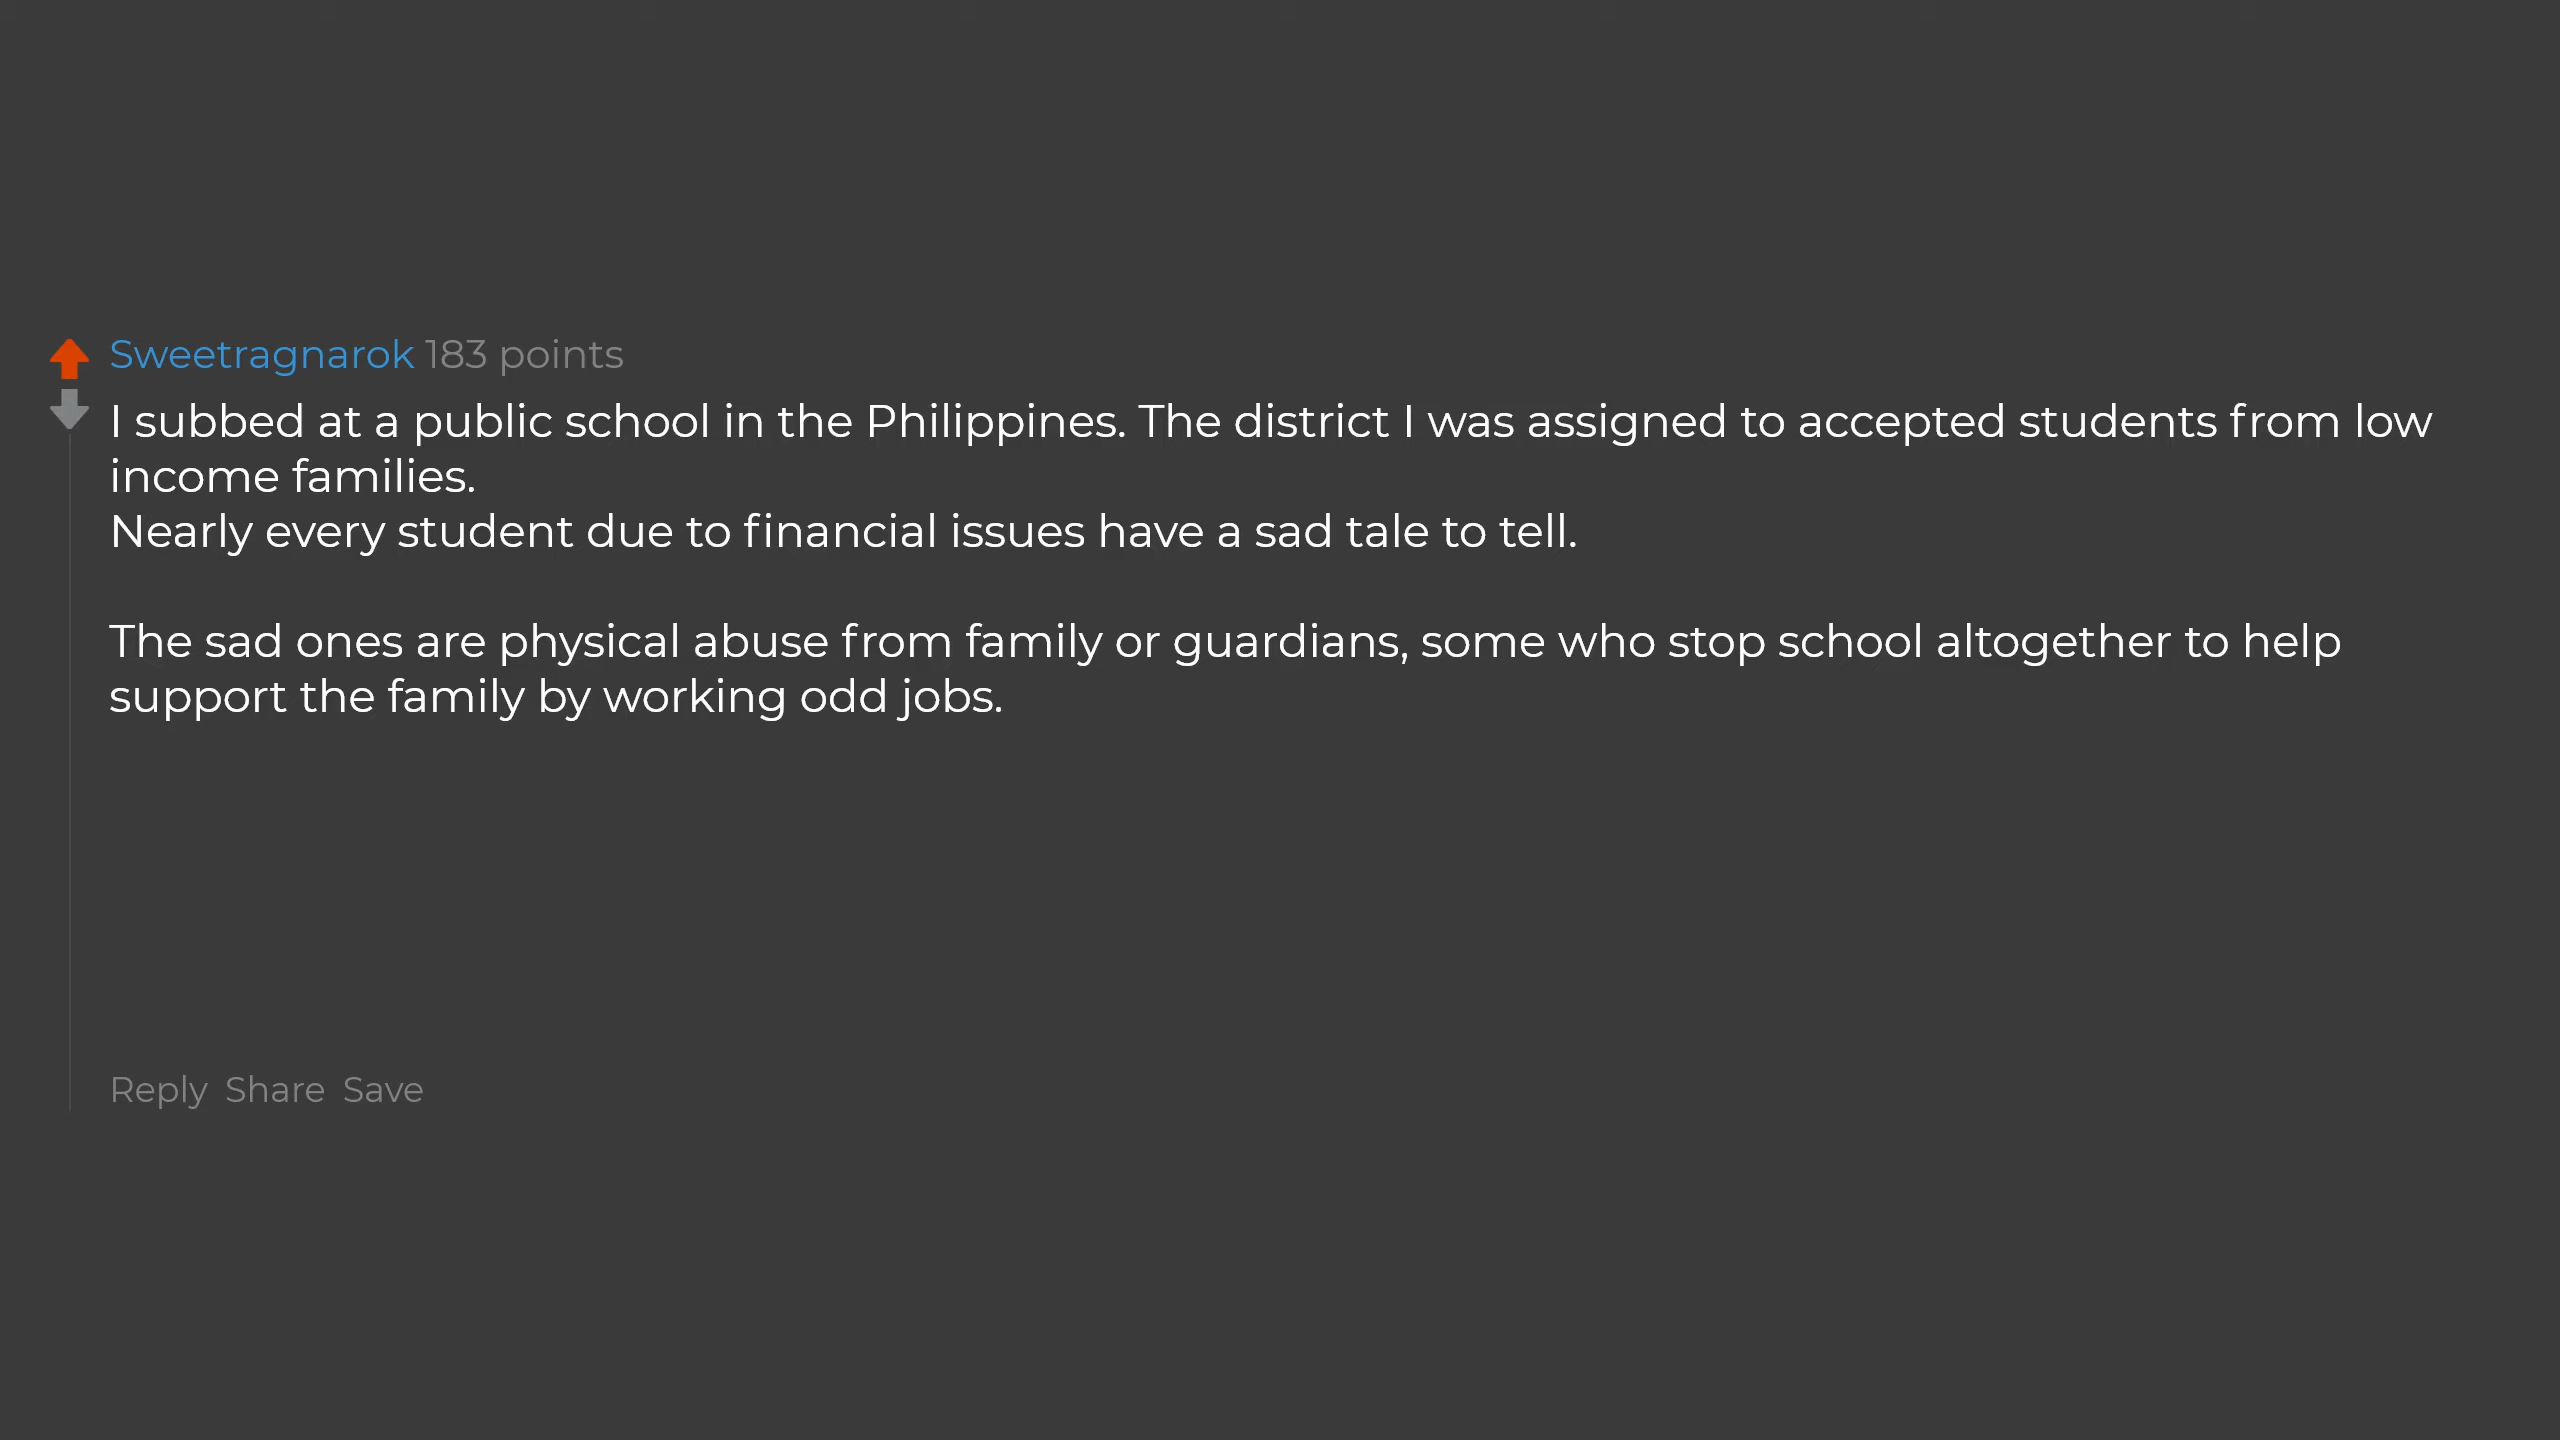 Sweetragnarok 183 points
I subbed at a public school in the Philippines. The district I was assigned to accepted students from low
income families.
Nearly every student due to financial issues have a sad tale to tell.
The sad ones are physical abuse from family or guardians, some who stop school altogether to help
support the family by working odd jobs.
Reply Share Save